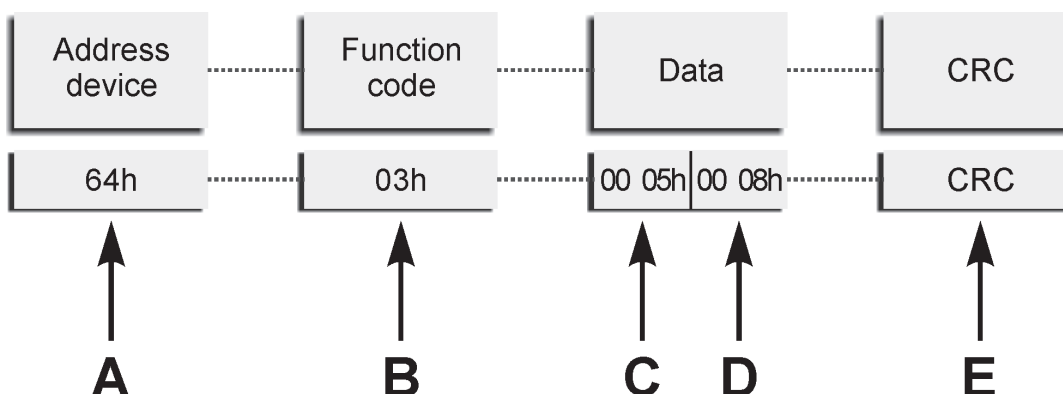 Address
device
Function
code
Data
CRC
64h
03h
00 05h
00 08h
CRC
A
B
C
D
E